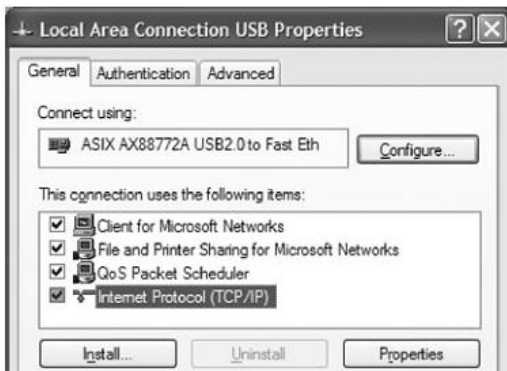 Local Area Connection USB Properties
General Authentication Advanced
Connect using:
ASIX AX88772A USB2.0 to Fast Eth Configure...
This connection uses the following items:
Client for Microsoft Networks
File and Printer Sharing for Microsoft Networks
QoS Packet Scheduler
Internet Protocol (TCP/IP)
Install... Uninstall Properties